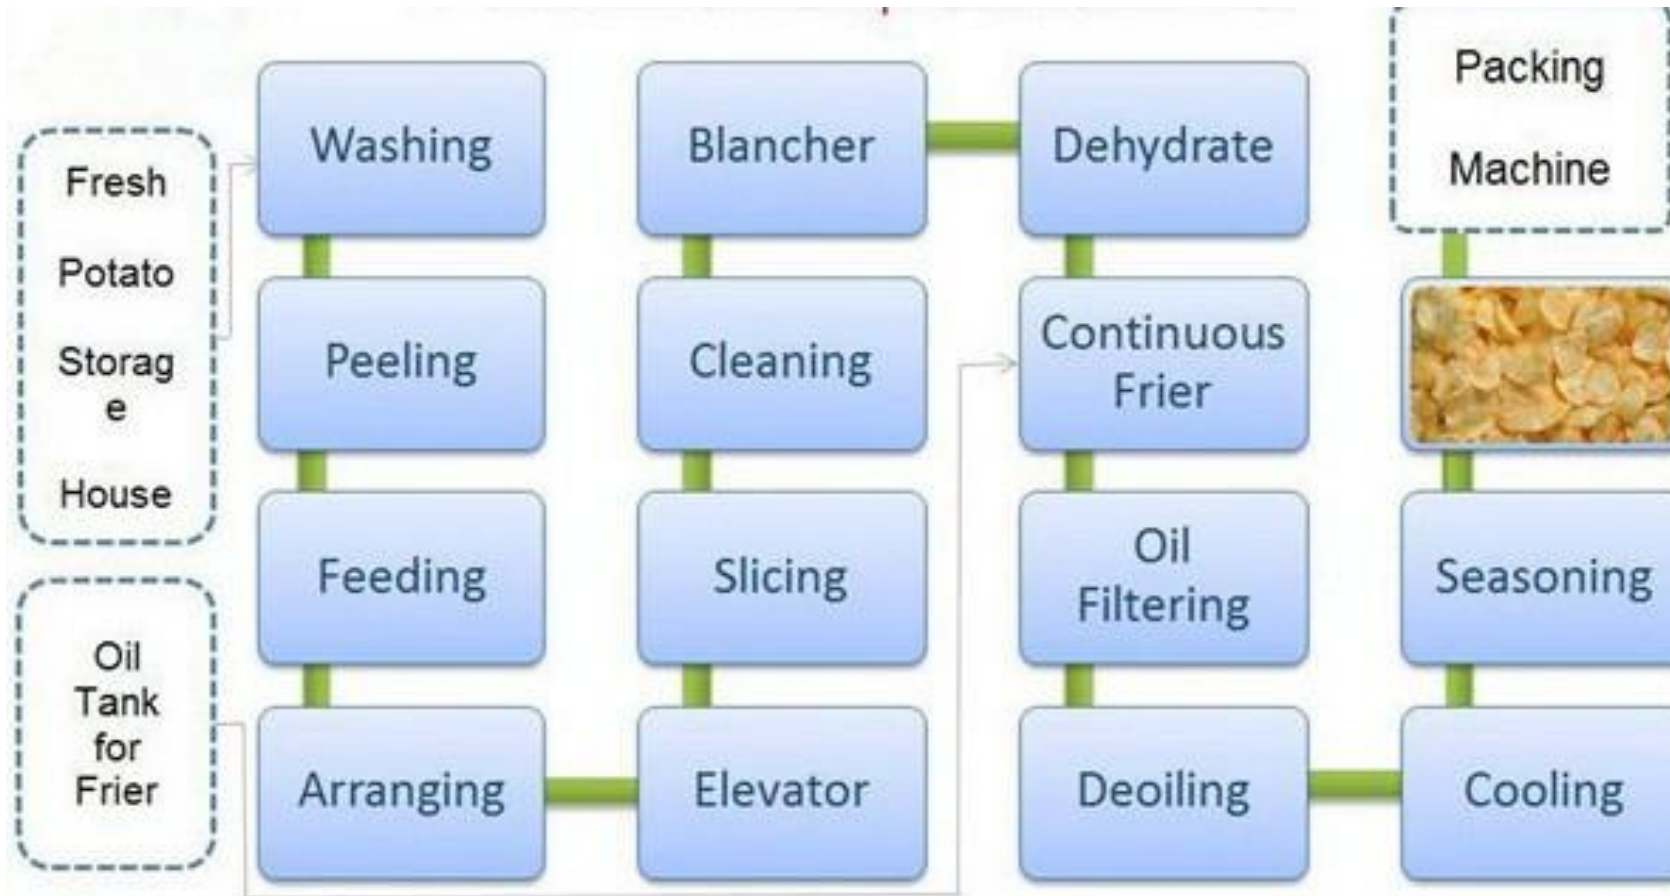 Fresh
Potato
Storag
e
House
Oil
Tank
for
Frier
Washing
Peeling
Feeding
Arranging
Elevator
Slicing
Cleaning
Blancher
Dehydrate
Continuous
Frier
Oil
Filtering
Deoiling
Cooling
Seasoning
Packing
Machine